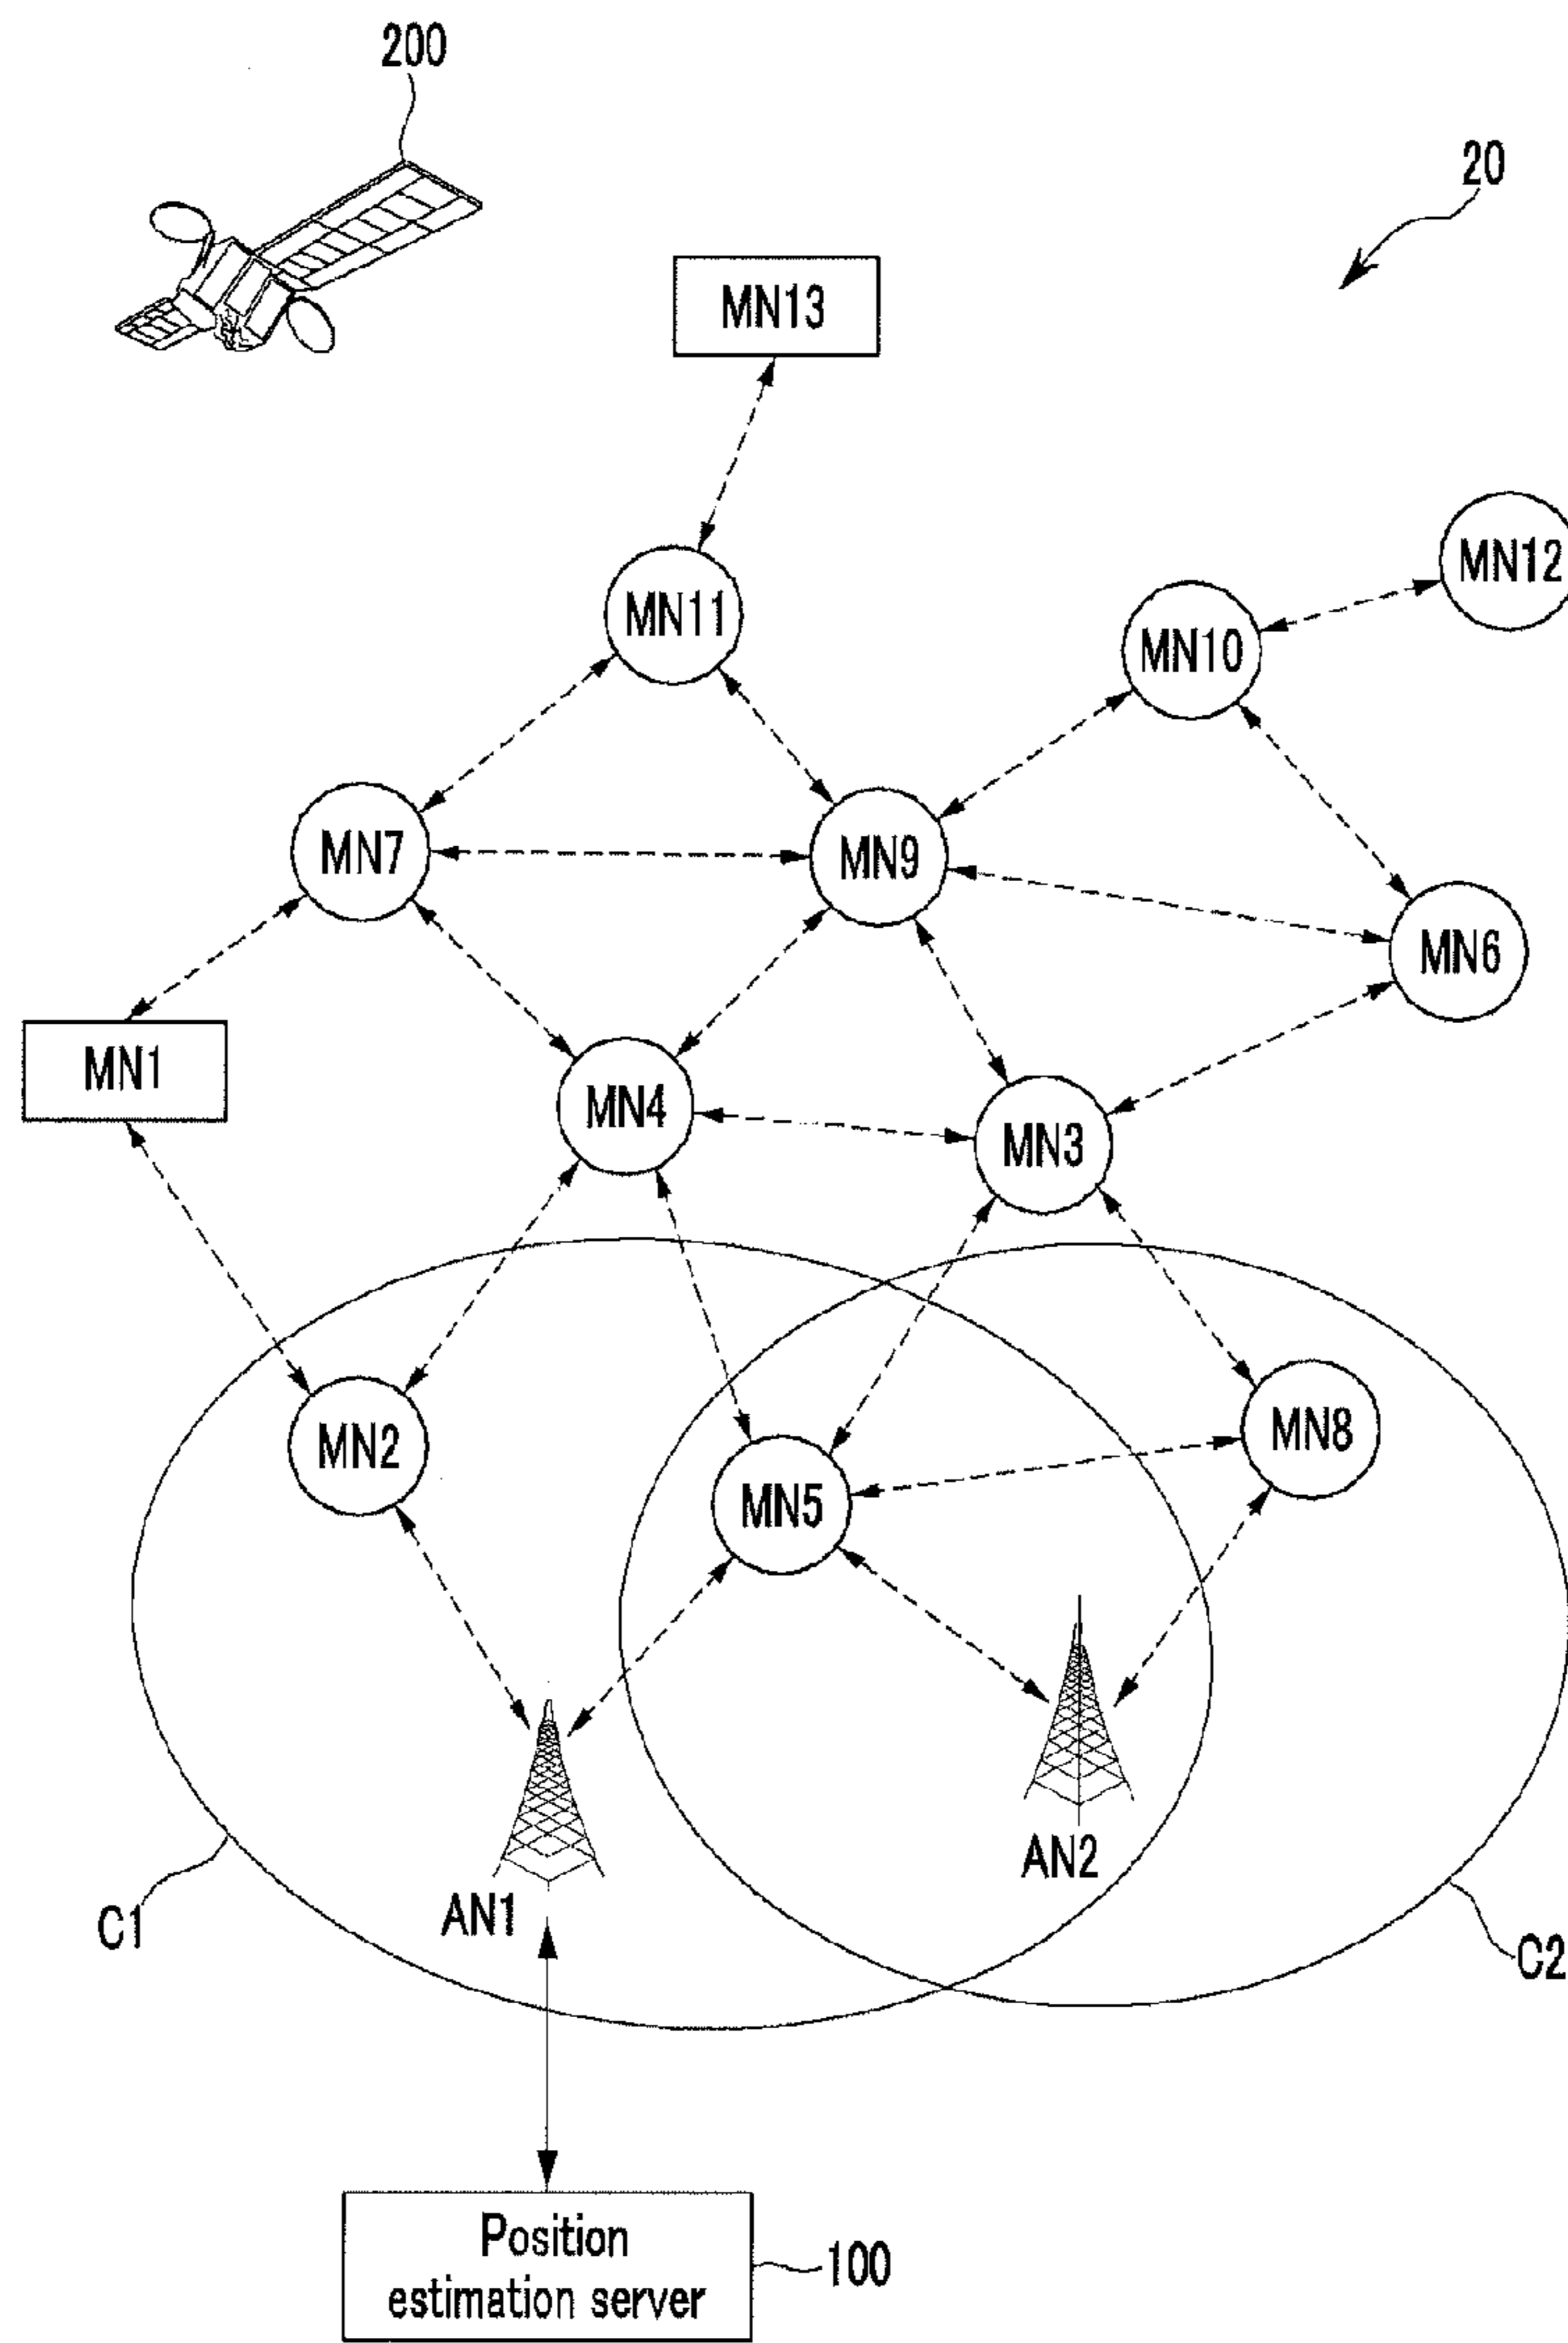 200
20
MN13
MN12
MN11
MN10
MN7
MN9
MN6
MN1
MN4
MN3
MN2
MN8
MN5
AN2
AN1
C1
C2
Position
estimation server
100